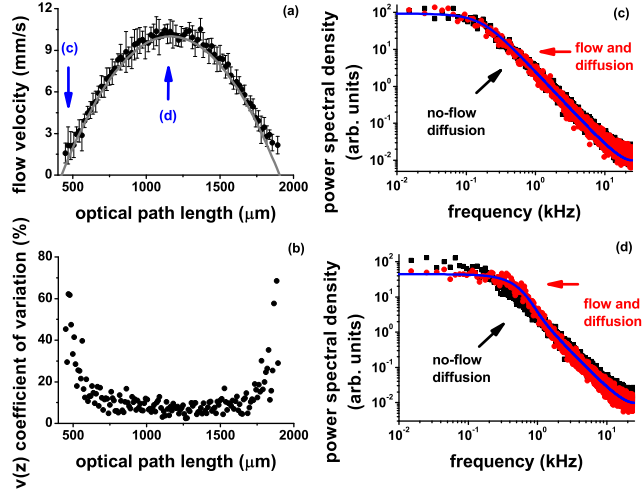 (a)
flow velocity (mm/s)
12
9
6
3
0
(c)
(d)
500
1000
1500
2000
optical path length (μm)
(b)
v(z) coefficient of variation (%)
80
60
40
20
0
500
1000
1500
2000
optical path length (μm)
(c)
power spectral density
(arb. units)
10²
10¹
10⁰
10⁻¹
10⁻²
flow and
diffusion
no-flow
diffusion
10⁻²
10⁻¹
10⁰
10¹
frequency (kHz)
(d)
power spectral density
(arb. units)
10²
10¹
10⁰
10⁻¹
10⁻²
flow and
diffusion
no-flow
diffusion
10⁻²
10⁻¹
10⁰
10¹
frequency (kHz)